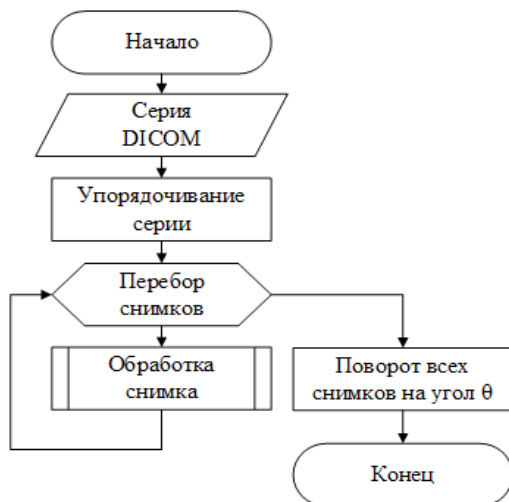 Начало
Серия
DICOM
Упорядочивание
серии
Перебор
снимков
Обработка
снимка
Поворот всех
снимков на угол θ
Конец